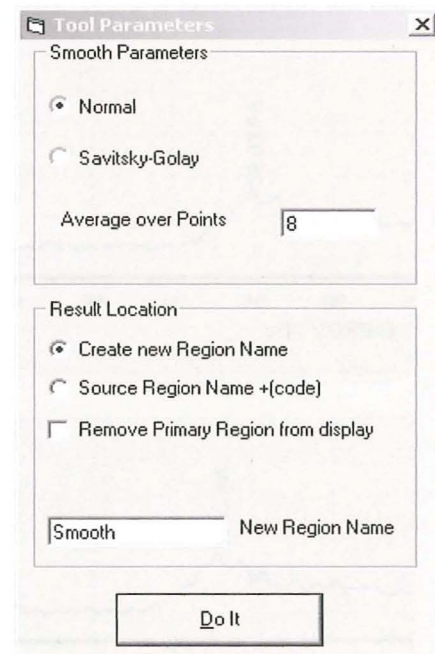 Tool Parameters
Smooth Parameters
Normal
Savitsky-Golay
Average over Points 8
Result Location
Create new Region Name
Source Region Name +(code)
Remove Primary Region from display
Smooth New Region Name
Do It